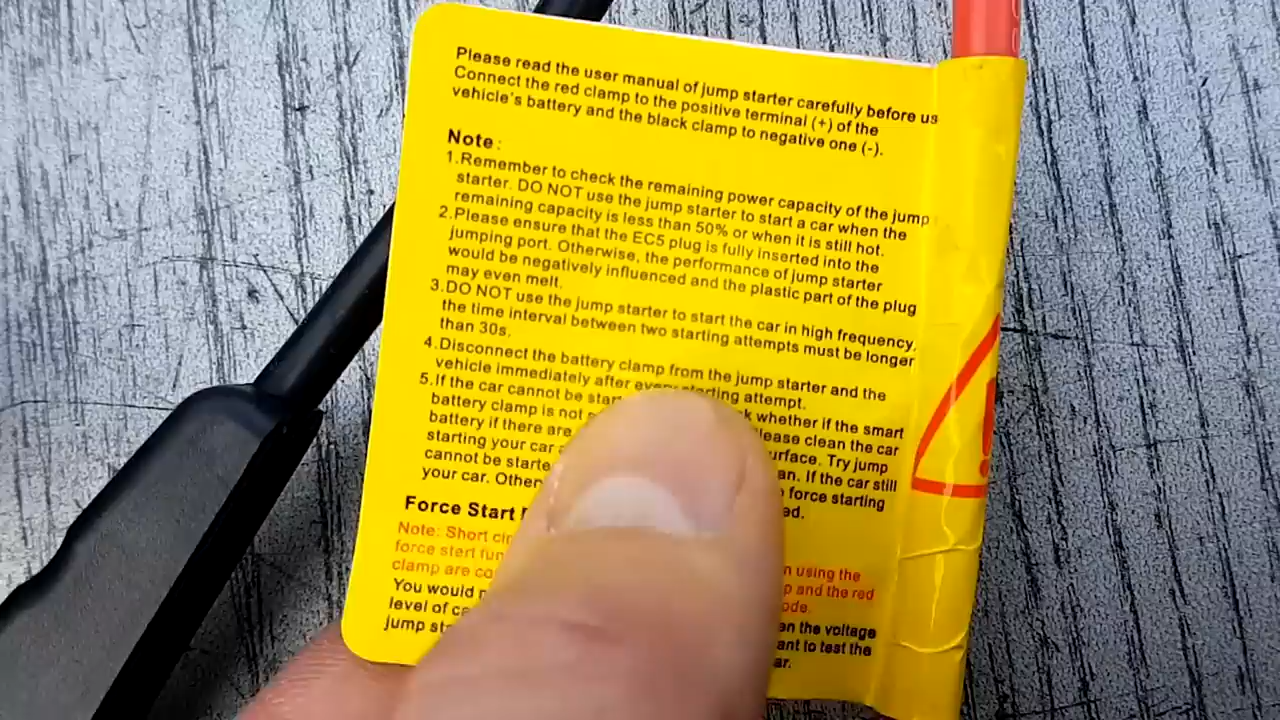 Please read the user manual of jump starter carefully before us
Connect the red clamp to the positive terminal (+) of the
vehicle's battery and the black clamp to negative one (-).
Note:
1.Remember to check the remaining power capacity of the jump
starter. DO NOT use the jump starter to start a car when the
remaining capacity is less than 50% or when it is still hot.
2.Please ensure that the EC5 plug is fully inserted into the
jumping port. Otherwise, the performance of jump starter
would be negatively influenced and the plastic part of the plug
may even melt.
3.DO NOT use the jump starter to start the car in high frequency,
the time interval between two starting attempts must be longer
than 30s.
4.Disconnect the battery clamp from the jump starter and the
vehicle immediately after every starting attempt.
5.If the car cannot be star k whether if the smart
battery clamp is not lease clean the car
battery if there are urface. Try jump
starting your car an. If the car still
cannot be starte force starting
your car. Other ed.
Force Start
Note: Short cir n using the
force stert fun p and the red
clamp are co ode.
You would n en the voltage
level of ca ant to test the
jump sta ar.